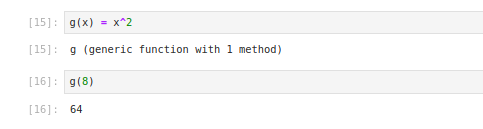 [15]: g(x) = x^2
[15]: g (generic function with 1 method)
[16]: g(8)
[16]: 64